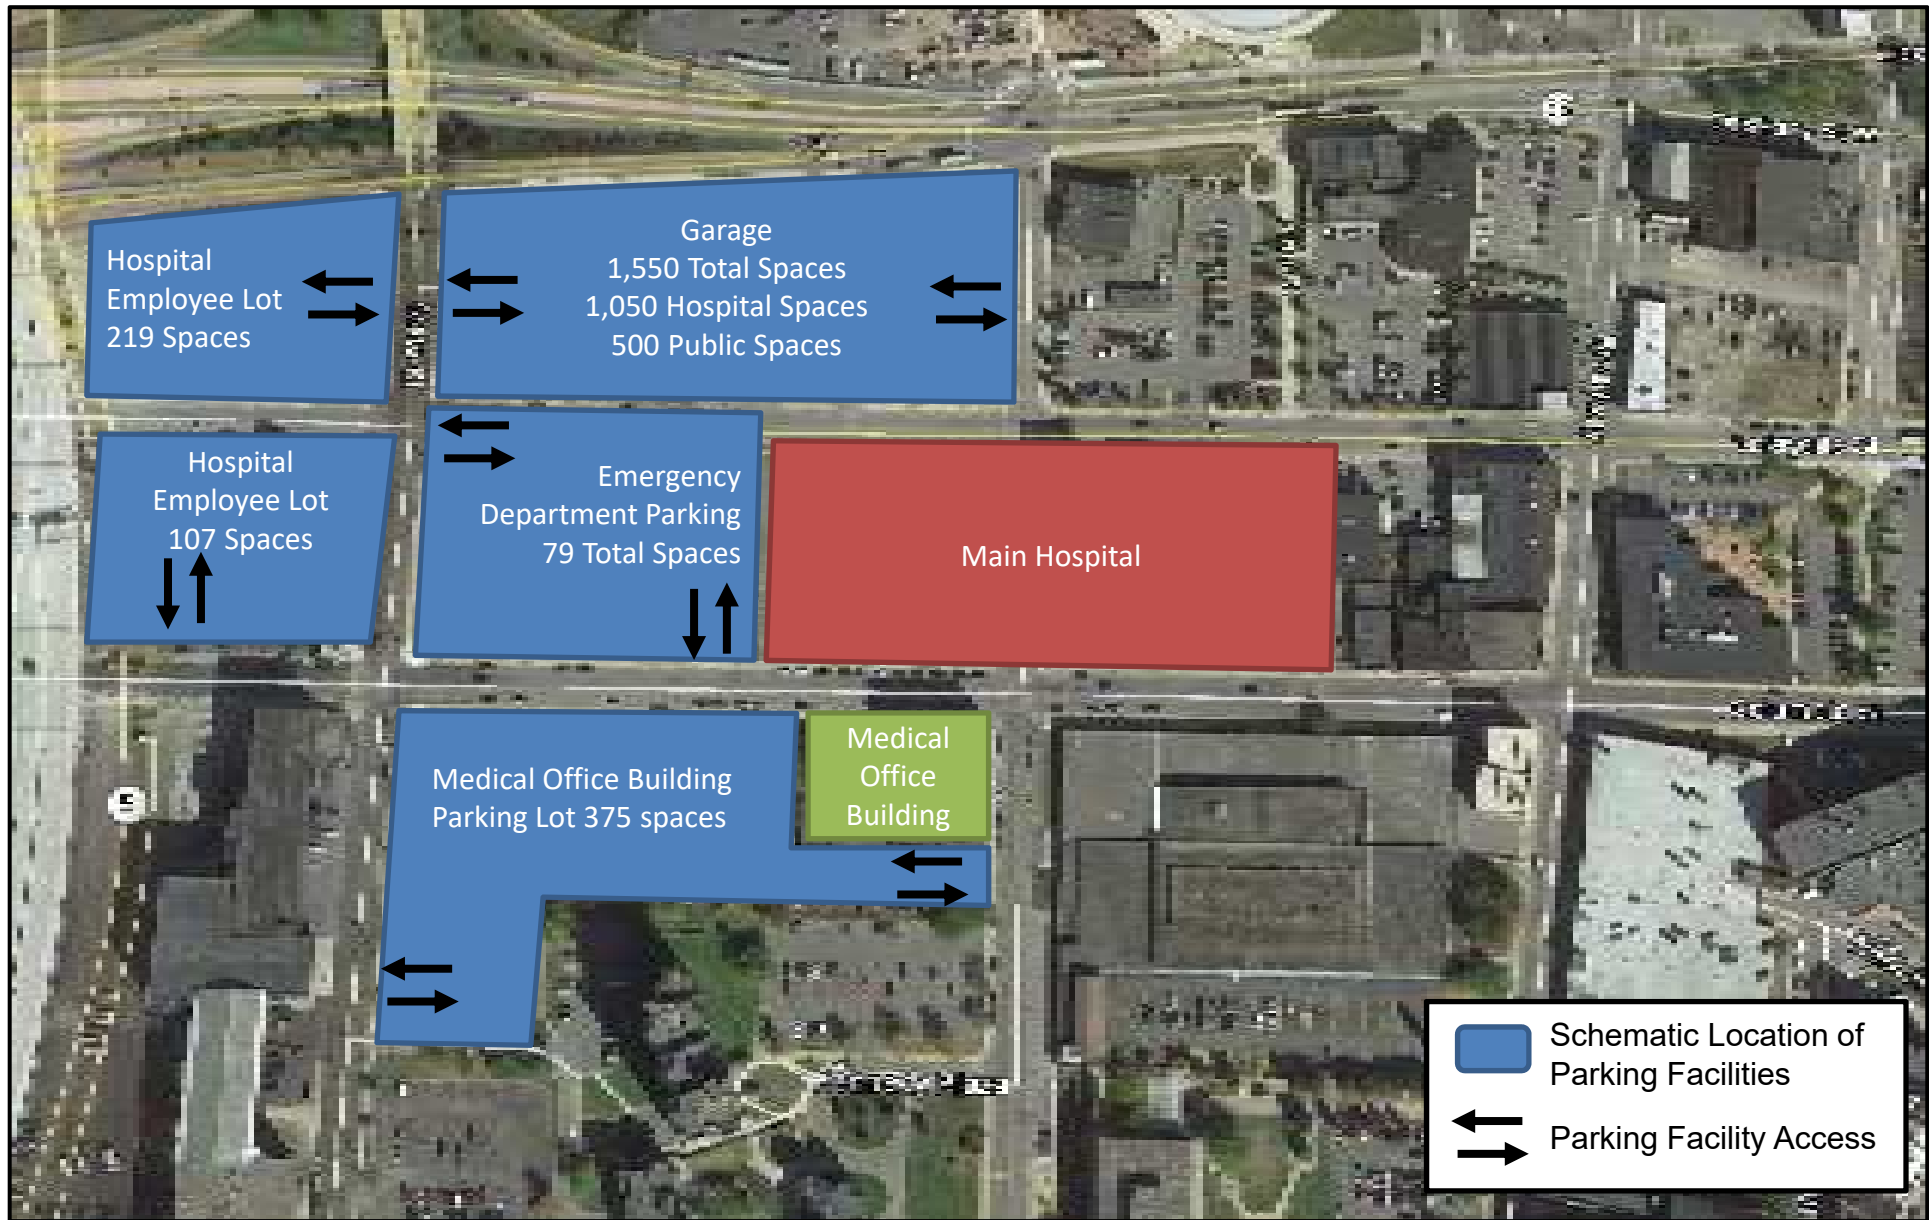 Garage
1,550 Total Spaces
1,050 Hospital Spaces
500 Public Spaces
Hospital
Employee Lot
219 Spaces
Hospital
Employee Lot
107 Spaces
Emergency
Department Parking
79 Total Spaces
Main Hospital
Medical Office Building
Parking Lot 375 spaces
Medical
Office
Building
Schematic Location of
Parking Facilities
Parking Facility Access